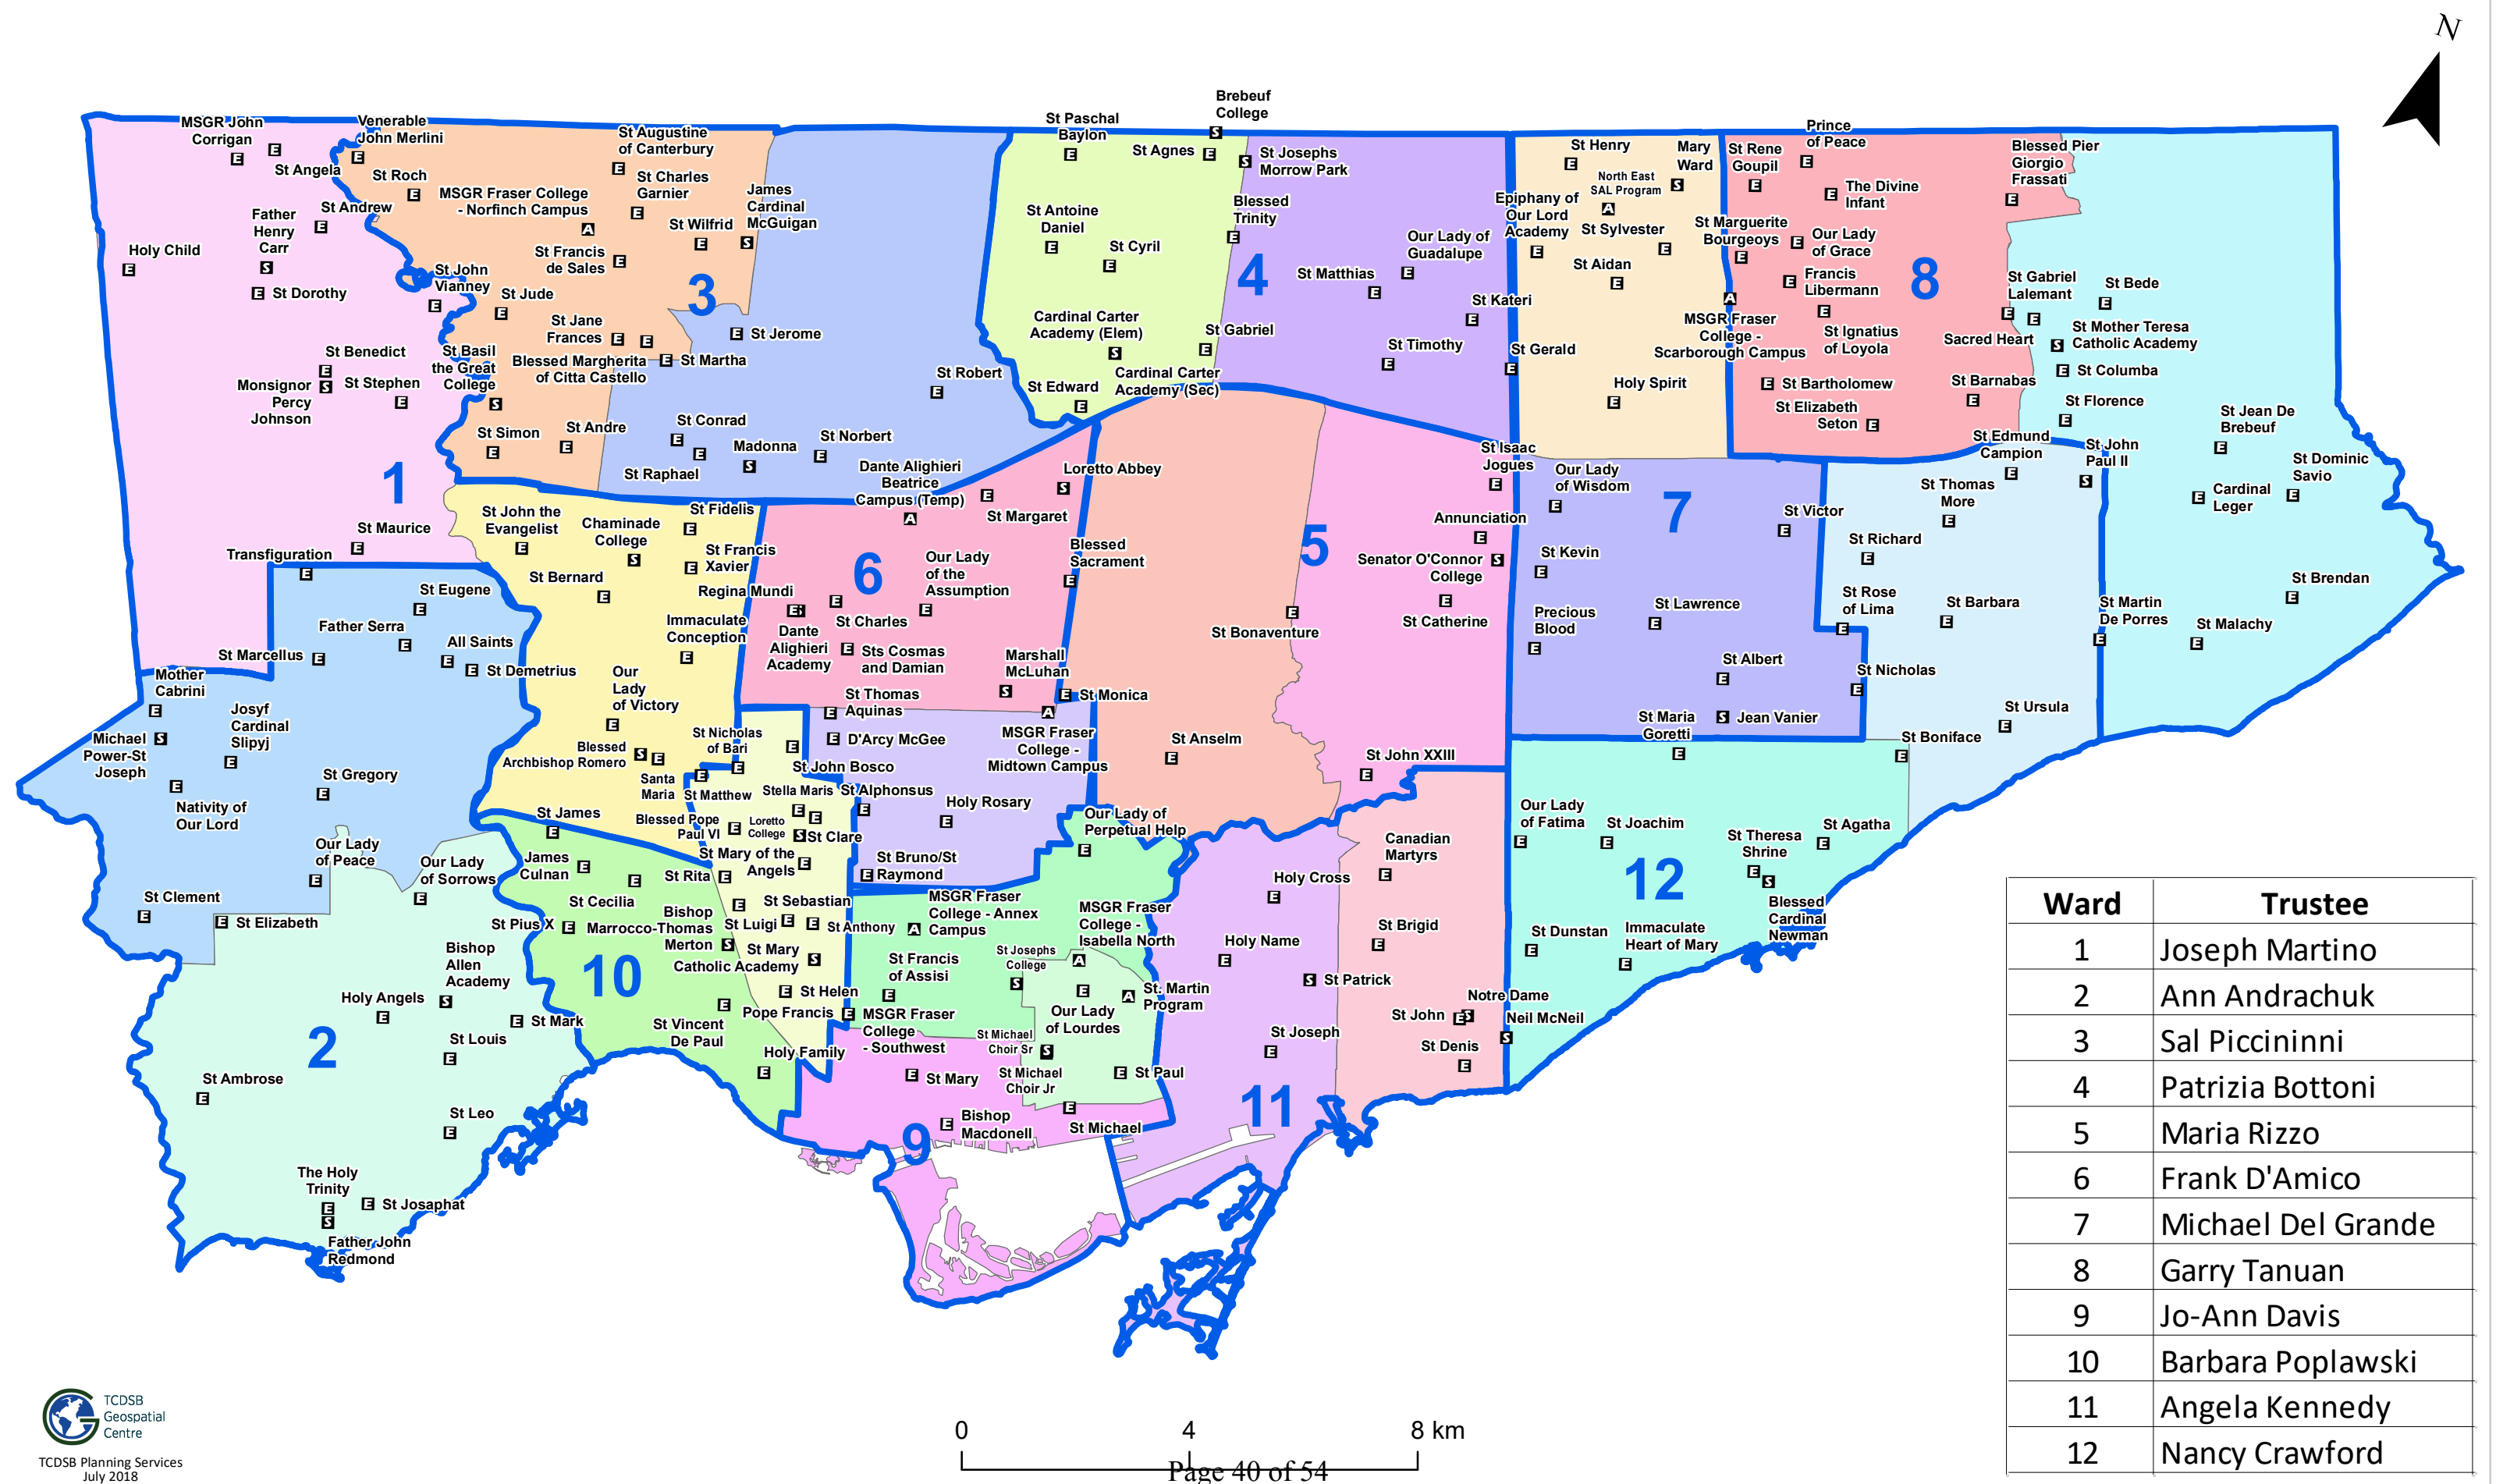 N
Brebeuf
College
MSGR John
Corrigan
St Angela
Venerable
John Merlini
St Roch
St Augustine
of Canterbury
St Charles
Garnier
MSGR Fraser College
- Norfinch Campus
St Wilfrid
James
Cardinal
McGuigan
St Andrew
Father
Henry
Carr
Holy Child
St Dorothy
St John
Vianney
St Francis
de Sales
St Jude
3
St Jane
Frances
St Jerome
St Benedict
St Basil
the Great
College
Blessed Margherita
of Citta Castello
St Martha
Monsignor
Percy
Johnson
St Stephen
St Robert
St Simon
St Andre
St Conrad
Madonna
St Norbert
St Raphael
1
St Maurice
Transfiguration
St Paschal
Baylon
St Agnes
St Josephs
Morrow Park
St Antoine
Daniel
St Cyril
Blessed
Trinity
4
Our Lady of
Guadalupe
St Matthias
St Kateri
Cardinal Carter
Academy (Elem)
St Gabriel
St Timothy
St Edward
Cardinal Carter
Academy (Sec)
St Henry
Mary
Ward
North East
SAL Program
Epiphany of
Our Lord
Academy
St Sylvester
St Aidan
St Gerald
Holy Spirit
St Rene
Goupil
Prince
of Peace
The Divine
Infant
St Marguerite
Bourgeoys
Our Lady
of Grace
Francis
Libermann
8
MSGR Fraser
College -
Scarborough Campus
St Ignatius
of Loyola
St Bartholomew
St Elizabeth
Seton
St Barnabas
Sacred Heart
Blessed Pier
Giorgio
Frassati
St Gabriel
Lalemant
St Bede
St Mother Teresa
Catholic Academy
St Columba
St Florence
St Edmund
Campion
St John
Paul II
St Jean De
Brebeuf
St Dominic
Savio
Cardinal
Leger
St Thomas
More
St Richard
St Rose
of Lima
St Barbara
St Martin
De Porres
St Brendan
St Malachy
St Nicholas
St Ursula
St Boniface
St Isaac
Jogues
Our Lady
of Wisdom
7
St Victor
Annunciation
Senator O'Connor
College
St Kevin
St Catherine
Precious
Blood
St Lawrence
St Albert
Jean Vanier
St Maria
Goretti
5
St Bonaventure
St Anselm
St John XXIII
Dante Alighieri
Beatrice
Campus (Temp)
Loretto Abbey
St Margaret
Blessed
Sacrament
6
Our Lady
of the
Assumption
Regina Mundi
St Charles
Dante
Alighieri
Academy
Sts Cosmas
and Damian
Marshall
McLuhan
St Monica
St Thomas
Aquinas
D'Arcy McGee
MSGR Fraser
College -
Midtown Campus
St Alphonsus
Holy Rosary
St Bruno/St
Raymond
St John the
Evangelist
Chaminade
College
St Fidelis
St Francis
Xavier
St Bernard
Immaculate
Conception
Our
Lady
of Victory
Blessed
Archbishop Romero
Santa
Maria
St Nicholas
of Bari
St John Bosco
St Matthew
Stella Maris
Blessed Pope
Paul VI
Loretto
College
St Clare
St Mary of the
Angels
St Rita
St Eugene
Father Serra
All Saints
St Marcellus
St Demetrius
Mother
Cabrini
Josyf
Cardinal
Slipyj
Michael
Power-St
Joseph
Nativity of
Our Lord
St Gregory
Our Lady
of Peace
Our Lady
of Sorrows
St Clement
St Elizabeth
Bishop
Allen
Academy
Holy Angels
St Mark
2
St Louis
St Ambrose
St Leo
The Holy
Trinity
St Josaphat
Father John
Redmond
St James
James
Culnan
St Cecilia
St Pius X
Bishop
Marrocco-Thomas
Merton
10
St Luigi
St Sebastian
St Anthony
St Mary
Catholic Academy
St Helen
Pope Francis
St Vincent
De Paul
Holy Family
Our Lady of
Perpetual Help
MSGR Fraser
College - Annex
Campus
MSGR Fraser
College -
Isabella North
St Francis
of Assisi
St Josephs
College
St. Martin
Program
Our Lady
of Lourdes
MSGR Fraser
College
- Southwest
St Michael
Choir Sr
St Michael
Choir Jr
St Paul
St Mary
Bishop
Macdonell
St Michael
9
Holy Cross
Holy Name
St Patrick
St Joseph
11
Canadian
Martyrs
St Brigid
St John
Notre Dame
Neil McNeil
St Denis
Our Lady
of Fatima
St Joachim
12
St Theresa
Shrine
St Agatha
Blessed
Cardinal
Newman
St Dunstan
Immaculate
Heart of Mary
Ward Trustee
1 Joseph Martino
2 Ann Andrachuk
3 Sal Piccininni
4 Patrizia Bottoni
5 Maria Rizzo
6 Frank D'Amico
7 Michael Del Grande
8 Garry Tanuan
9 Jo-Ann Davis
10 Barbara Poplawski
11 Angela Kennedy
12 Nancy Crawford
TCDSB
Geospatial
Centre
TCDSB Planning Services
July 2018
0 4 8 km
Page 40 of 54